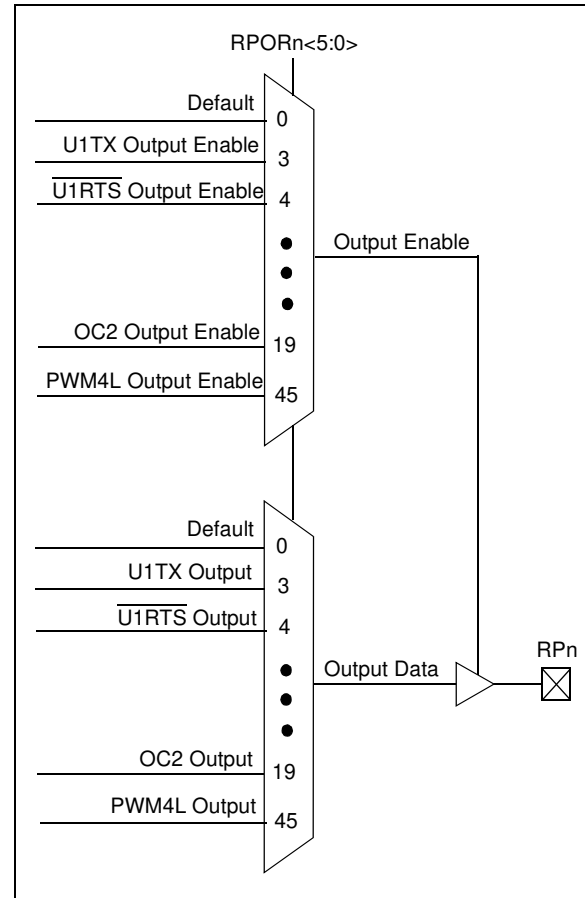 RPORn<5:0>
Default
0
U1TX Output Enable
3
U1RTS Output Enable
4
Output Enable
OC2 Output Enable
19
PWM4L Output Enable
45
Default
0
U1TX Output
3
U1RTS Output
4
RPn
Output Data
OC2 Output
19
PWM4L Output
45